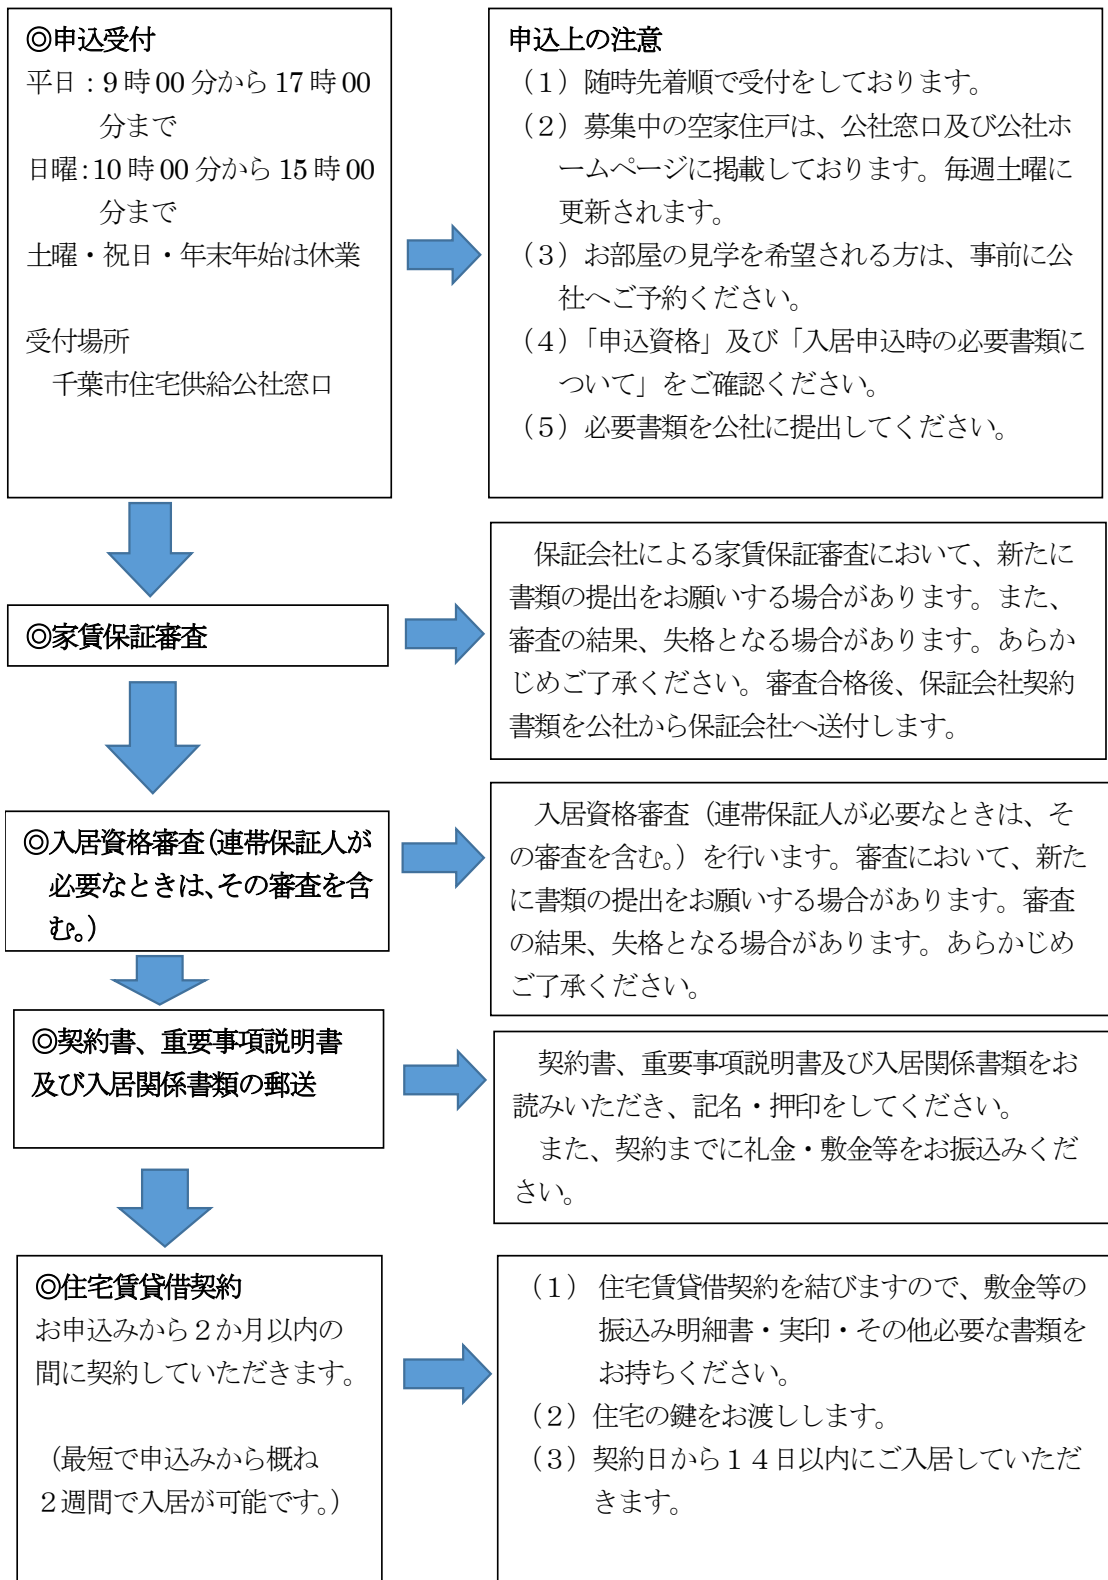 ◎申込受付
平日：9時00分から17時00
分まで
日曜：10時00分から15時00
分まで
土曜・祝日・年末年始は休業
受付場所
千葉市住宅供給公社窓口
申込上の注意
（1）随時先着順で受付をしております。
（2）募集中の空家住戸は、公社窓口及び公社ホ
ームページに掲載しております。毎週土曜に
更新されます。
（3）お部屋の見学を希望される方は、事前に公
社へご予約ください。
（4）「申込資格」及び「入居申込時の必要書類に
ついて」をご確認ください。
（5）必要書類を公社に提出してください。
◎家賃保証審査
保証会社による家賃保証審査において、新たに
書類の提出をお願いする場合があります。また、
審査の結果、失格となる場合があります。あらか
じめご了承ください。審査合格後、保証会社契約
書類を公社から保証会社へ送付します。
◎入居資格審査（連帯保証人が
必要なときは、その審査を含
む。）
入居資格審査（連帯保証人が必要なときは、そ
の審査を含む。）を行います。審査において、新た
に書類の提出をお願いする場合があります。審査
の結果、失格となる場合があります。あらかじめ
ご了承ください。
◎契約書、重要事項説明書
及び入居関係書類の郵送
契約書、重要事項説明書及び入居関係書類をお
読みいただき、記名・押印をしてください。
また、契約までに礼金・敷金等をお振込みくだ
さい。
◎住宅賃貸借契約
お申込みから２か月以内の
間に契約していただきます。
（最短で申込みから概ね
２週間で入居が可能です。）
（1） 住宅賃貸借契約を結びますので、敷金等の
振込み明細書・実印・その他必要な書類を
お持ちください。
（2）住宅の鍵をお渡しします。
（3）契約日から１４日以内にご入居していただ
きます。